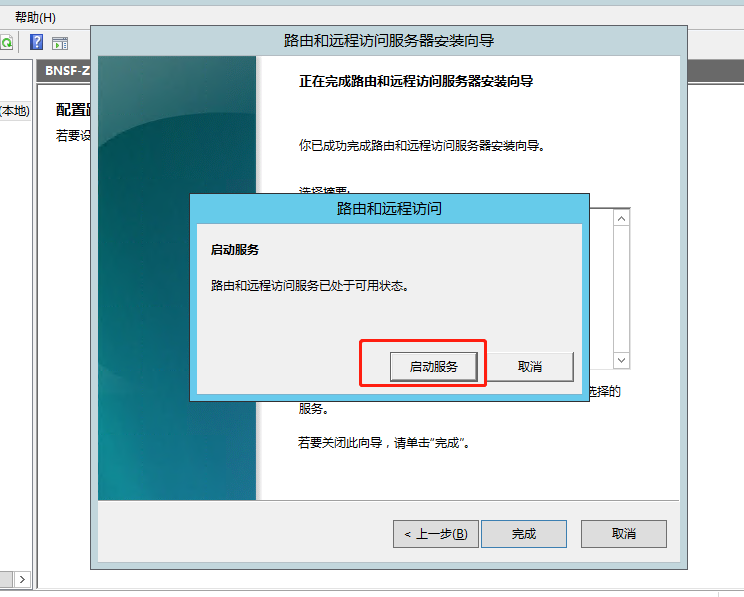 帮助(H)
路由和远程访问服务器安装向导
BNSF-Z
正在完成路由和远程访问服务器安装向导
(本地)
配置
若要设
你已成功完成路由和远程访问服务器安装向导。
选择摘要:
路由和远程访问
启动服务
路由和远程访问服务已处于可用状态。
启动服务
取消
选择的
服务。
若要关闭此向导，请单击"完成"。
< 上一步(B)
完成
取消